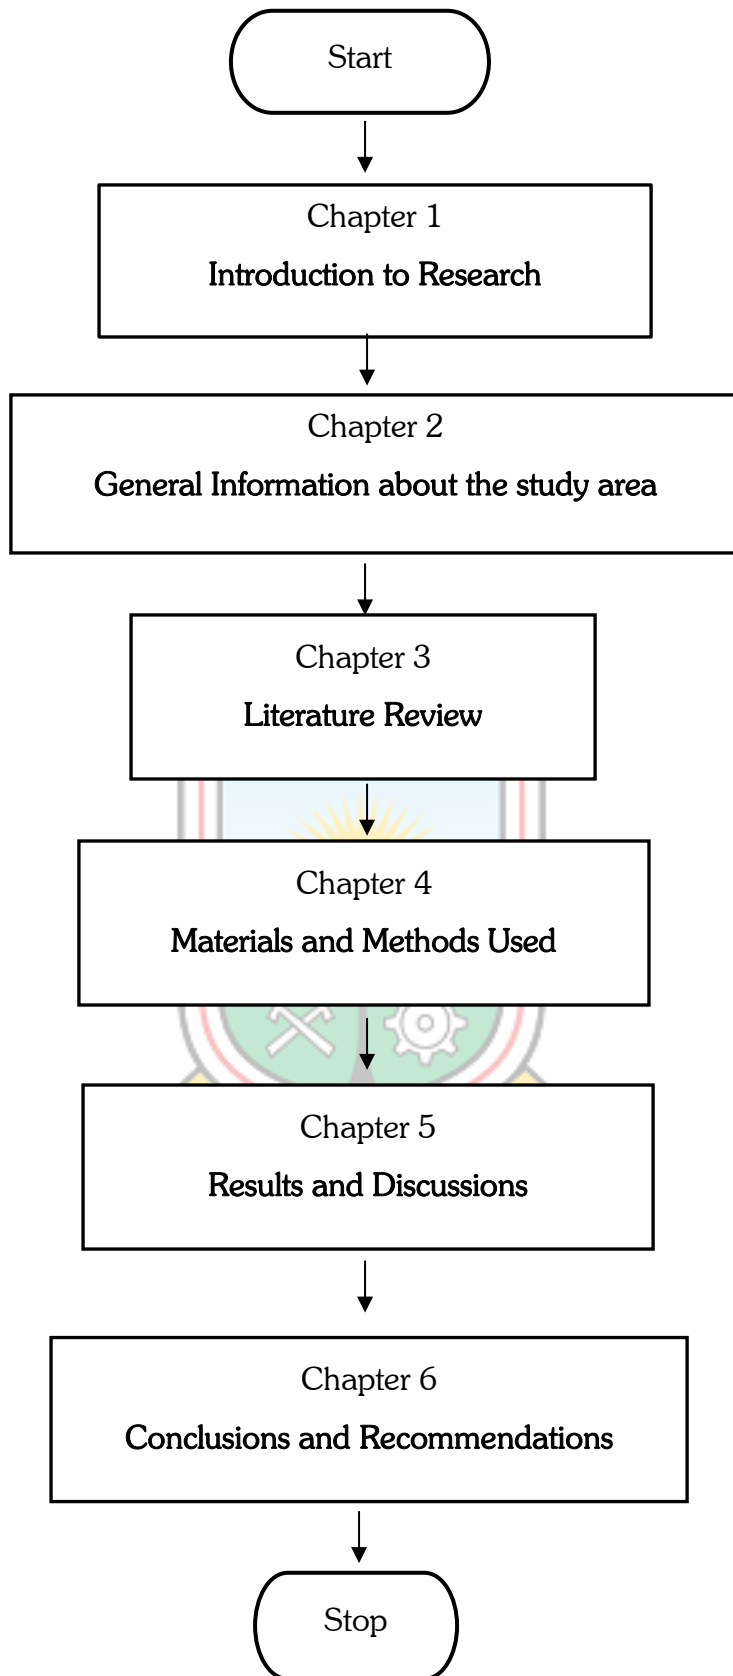 Start
Chapter 1
Introduction to Research
Chapter 2
General Information about the study area
Chapter 3
Literature Review
Chapter 4
Materials and Methods Used
Chapter 5
Results and Discussions
Chapter 6
Conclusions and Recommendations
Stop